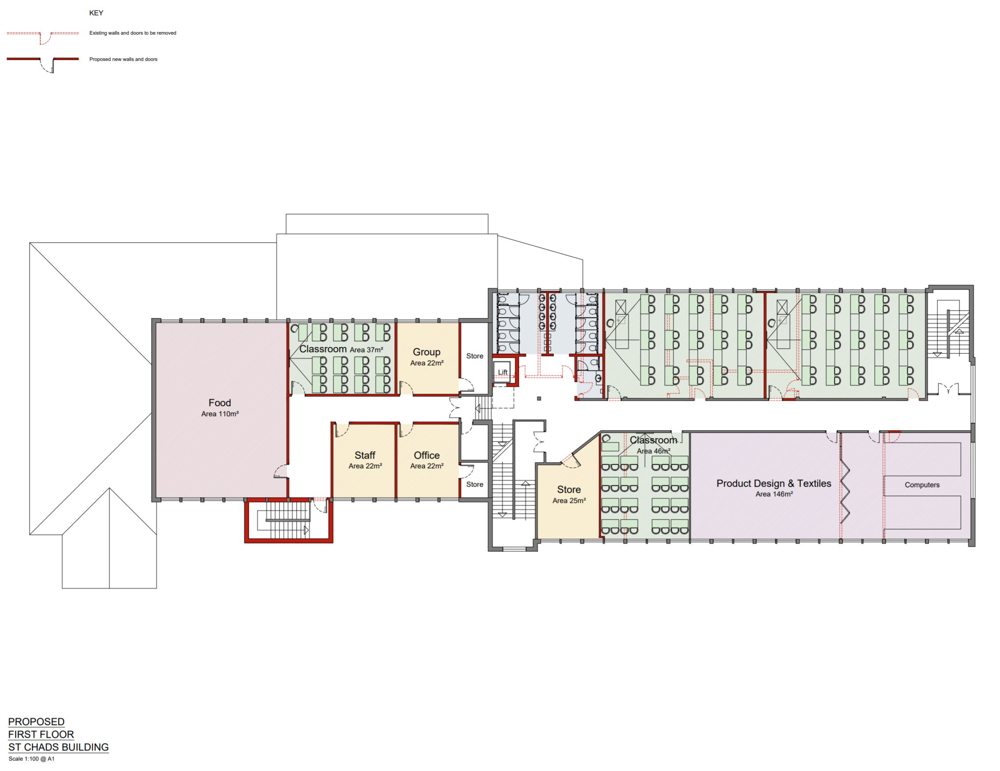 KEY
Existing walls and doors to be removed
Proposed new walls and doors
Classroom Area 37m²
Group
Area 22m²
Store
Lift
Food
Area 110m²
Staff
Area 22m²
Office
Area 22m²
Store
Store
Area 25m²
Classroom
Area 46m²
Product Design & Textiles
Area 146m²
Computers
PROPOSED
FIRST FLOOR
ST CHADS BUILDING
Scale 1:100 @ A1